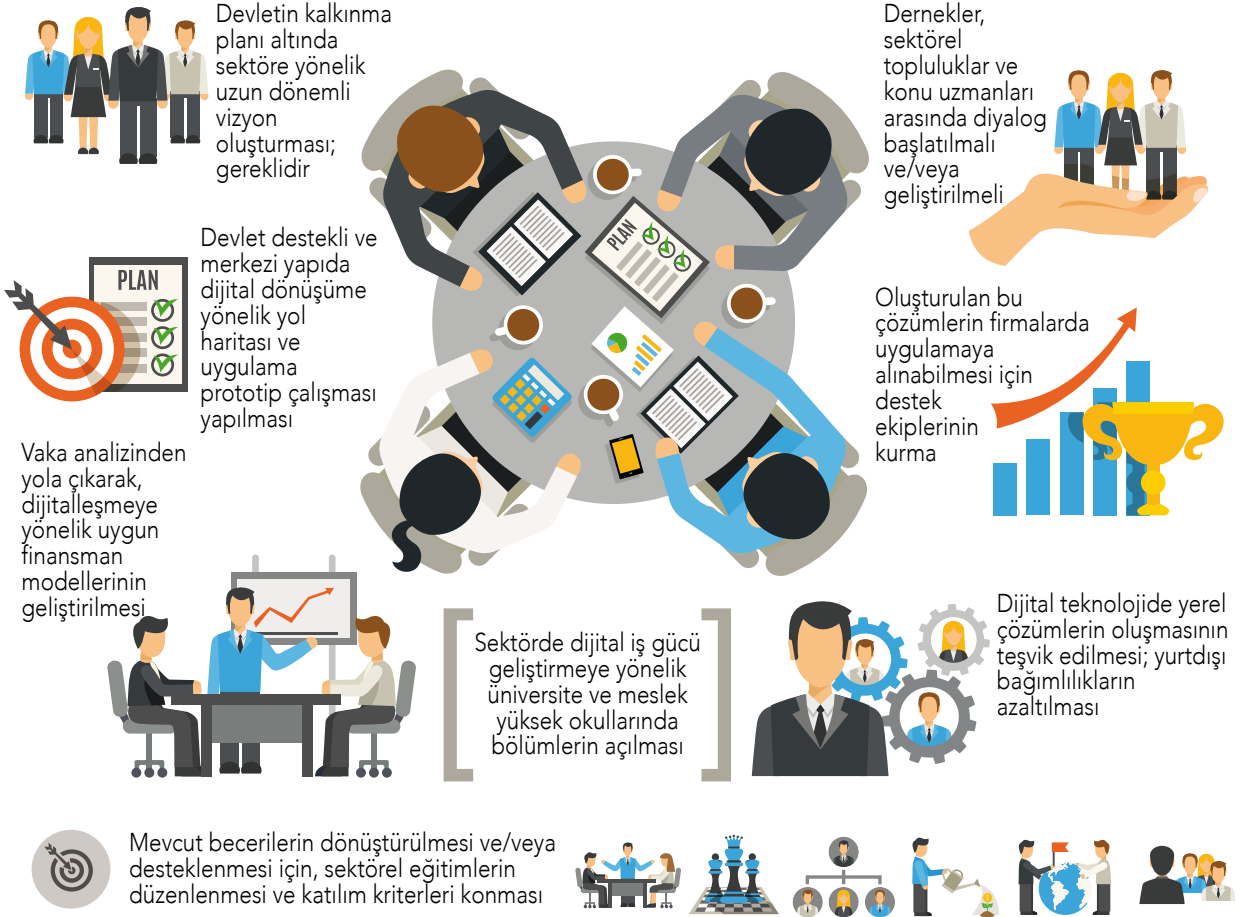 Devletin kalkınma
planı altında
sektöre yönelik
uzun dönemli
vizyon
oluşturması;
gereklidir
Dernekler,
sektörel
topluluklar ve
konu uzmanları
arasında diyalog
başlatılmalı
ve/veya
geliştirilmeli
PLAN
Devlet destekli ve
merkezi yapıda
dijital dönüşüme
yönelik yol
haritası ve
uygulama
prototip çalışması
yapılması
PLAN
Oluşturulan bu
çözümlerin firmalarda
uygulamaya
alınabilmesi için
destek
ekiplerinin
kurma
Vaka analizinden
yola çıkarak,
dijitalleşmeye
yönelik uygun
finansman
modellerinin
geliştirilmesi
Sektörde dijital iş gücü
geliştirmeye yönelik
üniversite ve meslek
yüksek okullarında
bölümlerin açılması
Dijital teknolojide yerel
çözümlerin oluşmasının
teşvik edilmesi; yurtdışı
bağımlılıkların
azaltılması
Mevcut becerilerin dönüştürülmesi ve/veya
desteklenmesi için, sektörel eğitimlerin
düzenlenmesi ve katılım kriterleri konması